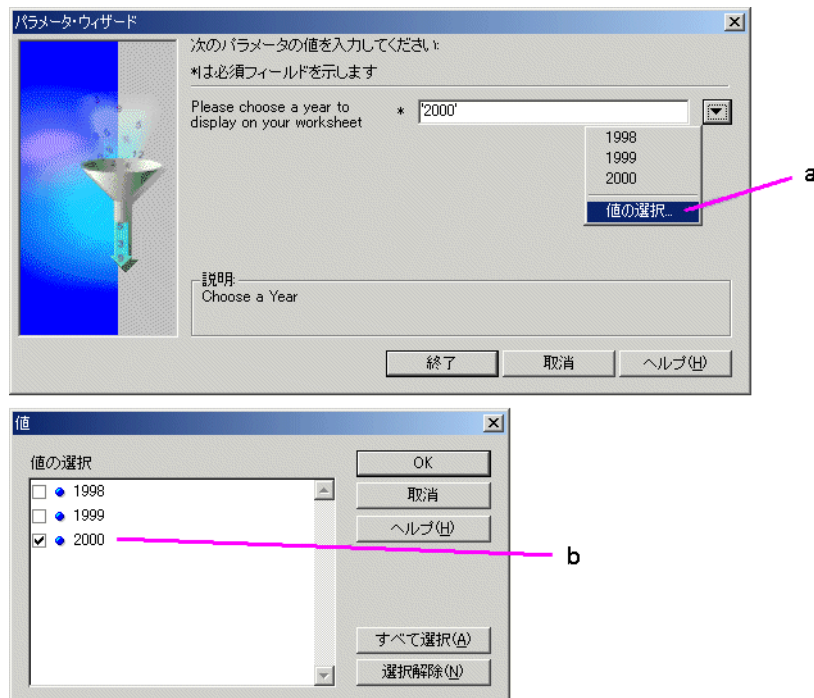 パラメータ・ウィザード
次のパラメータの値を入力してください:
*は必須フィールドを示します
Please choose a year to
display on your worksheet
* '2000'
1998
1999
2000
値の選択...
a
説明:
Choose a Year
終了 取消 ヘルプ(H)
値
値の選択
OK
1998
取消
1999
ヘルプ(H)
2000
b
すべて選択(A)
選択解除(N)